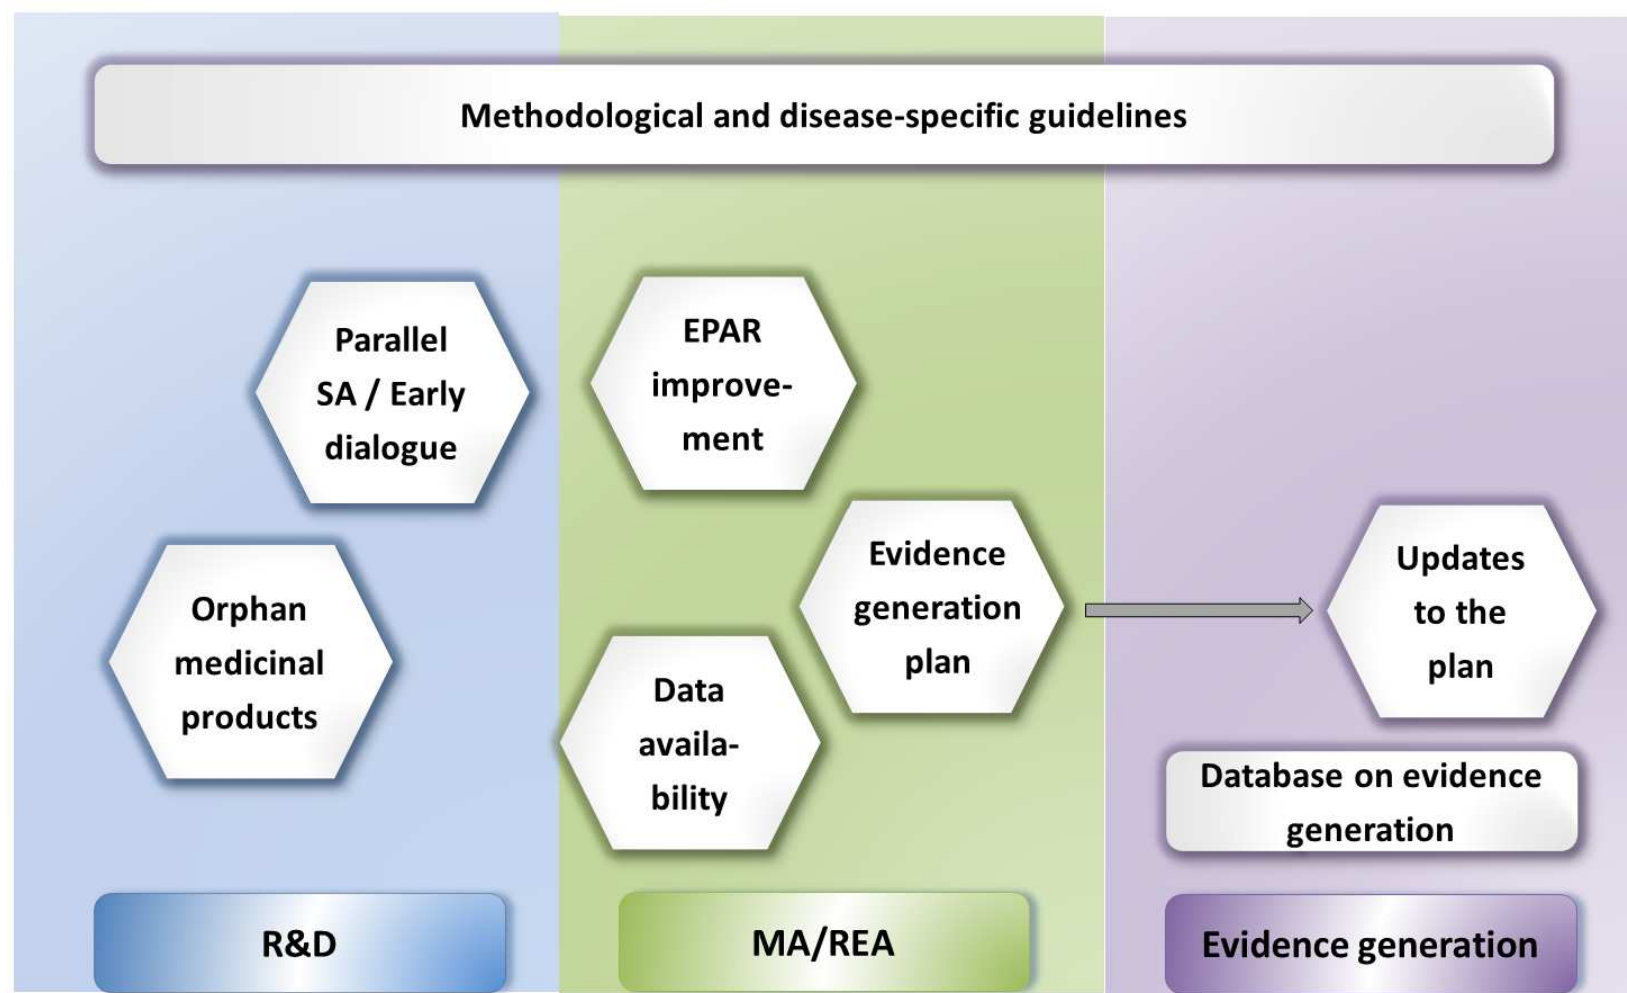 Methodological and disease-specific guidelines
Parallel
SA / Early
dialogue
Orphan
medicinal
products
EPAR
improve-
ment
Evidence
generation
plan
Data
availa-
bility
Updates
to the
plan
Database on evidence
generation
R&D
MA/REA
Evidence generation